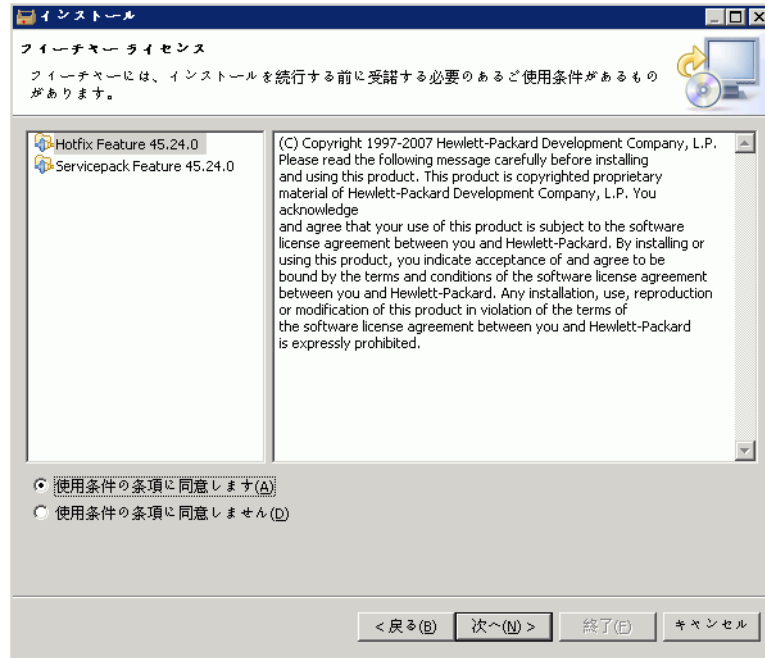 インストール
フィーチャー ライセンス
フィーチャーには、インストールを続行する前に受諾する必要のあるご使用条件があるもの
があります。
Hotfix Feature 45.24.0
Servicepack Feature 45.24.0
(C) Copyright 1997-2007 Hewlett-Packard Development Company, L.P.
Please read the following message carefully before installing
and using this product. This product is copyrighted proprietary
material of Hewlett-Packard Development Company, L.P. You
acknowledge
and agree that your use of this product is subject to the software
license agreement between you and Hewlett-Packard. By installing or
using this product, you indicate acceptance of and agree to be
bound by the terms and conditions of the software license agreement
between you and Hewlett-Packard. Any installation, use, reproduction
or modification of this product in violation of the terms of
the software license agreement between you and Hewlett-Packard
is expressly prohibited.
使用条件の条項に同意します(A)
使用条件の条項に同意しません(D)
< 戻る(B)
次へ(N) >
終了(F)
キャンセル